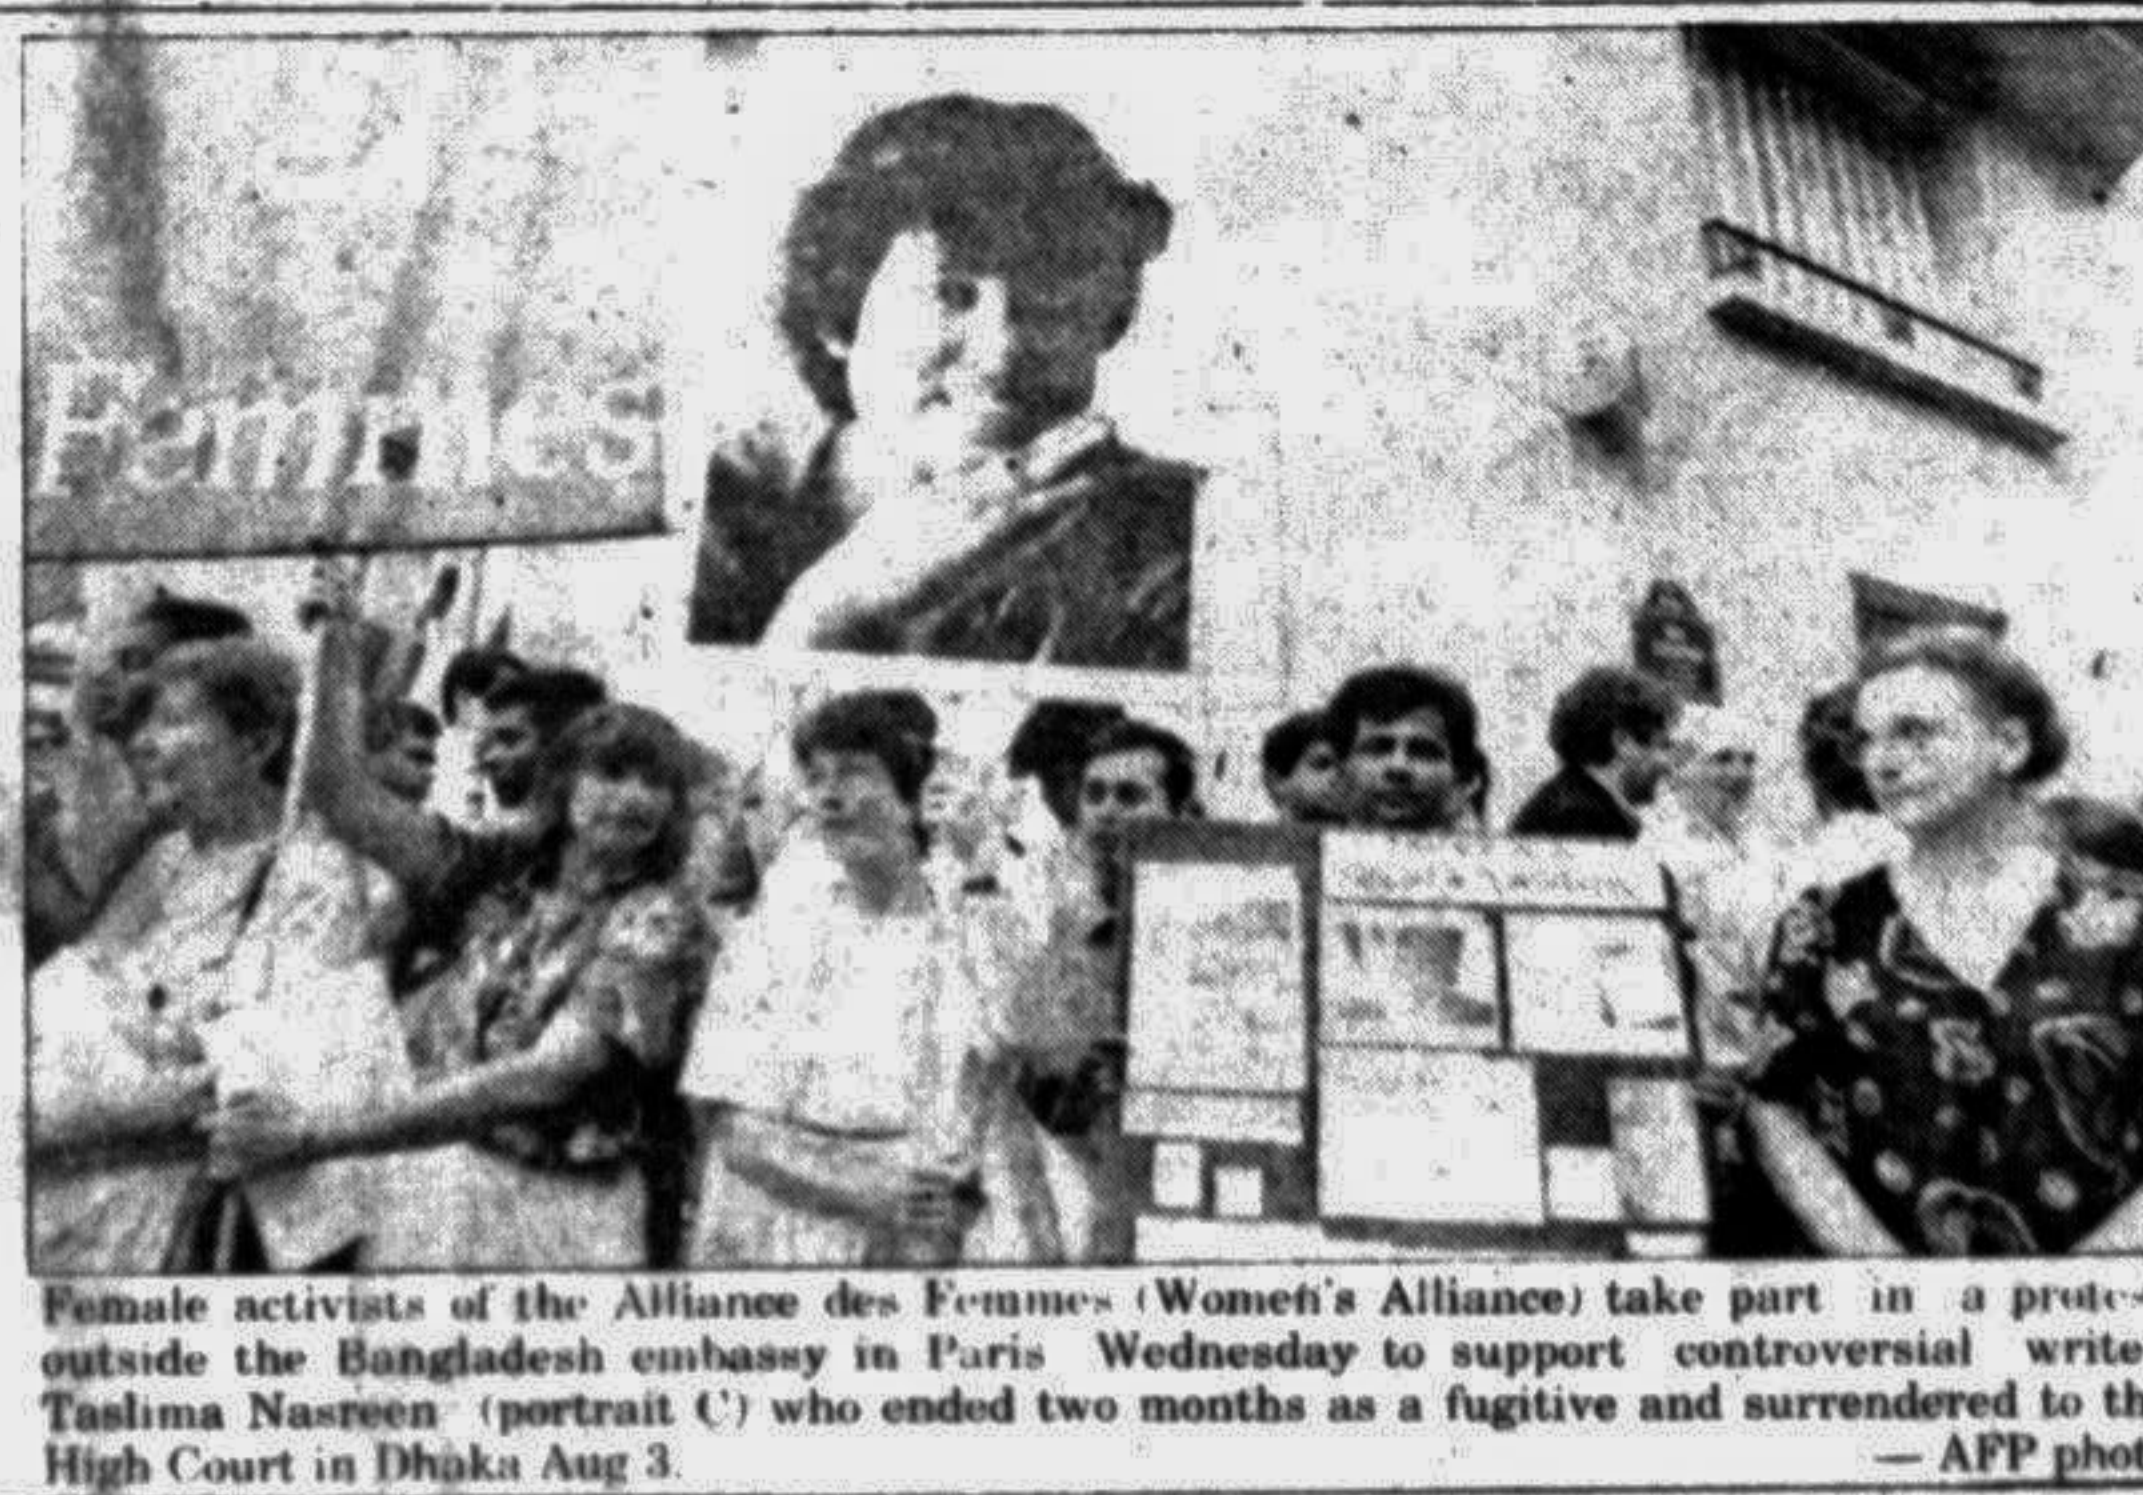 Femmes
Female activists of the Alliance des Femmes (Women's Alliance) take part in a protes
outside the Bangladesh embassy in Paris Wednesday to support controversial write
Taslima Nasreen (portrait C) who ended two months as a fugitive and surrendered to th
High Court in Dhaka Aug 3.
— AFP phot